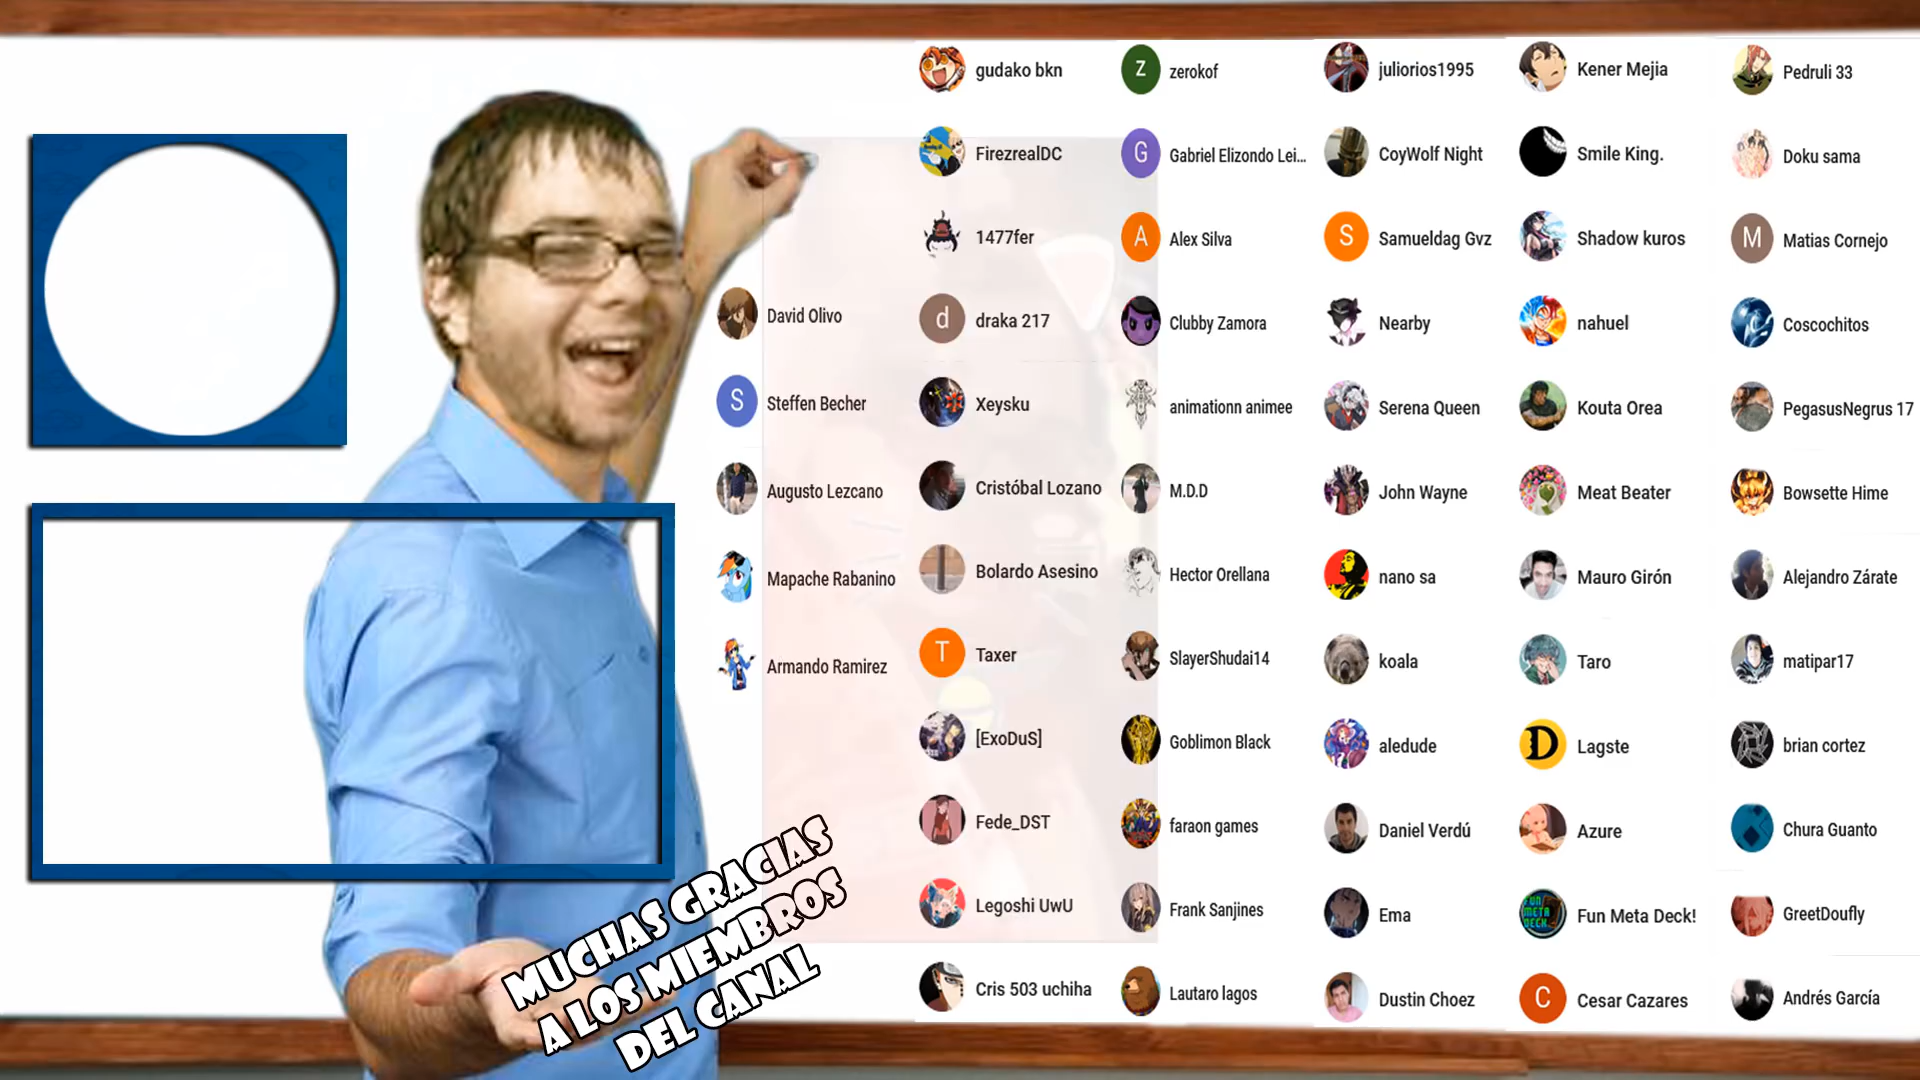 David Olivo
Steffen Becher
Augusto Lezcano
Mapache Rabanino
Armando Ramirez
gudako bkn
FirezrealDC
1477fer
d
draka 217
Xeysku
Cristóbal Lozano
Bolardo Asesino
T
Taxer
[ExoDuS]
Fede_DST
Legoshi UwU
Cris 503 uchiha
z
zerokof
G
Gabriel Elizondo Lei...
A
Alex Silva
Clubby Zamora
animationn animee
M.D.D
Hector Orellana
SlayerShudai14
Goblimon Black
faraon games
Frank Sanjines
Lautaro lagos
juliorios1995
CoyWolf Night
S
Samueldag Gvz
Nearby
Serena Queen
John Wayne
nano sa
koala
aledude
Daniel Verdú
Ema
Dustin Choez
Kener Mejia
Smile King.
Shadow kuros
nahuel
Kouta Orea
Meat Beater
Mauro Girón
Taro
D
Lagste
Azure
FUN
META
DECK
Fun Meta Deck!
C
Cesar Cazares
Pedruli 33
Doku sama
M
Matias Cornejo
Coscochitos
PegasusNegrus 17
Bowsette Hime
Alejandro Zárate
matipar17
brian cortez
Chura Guanto
GreetDoufly
Andrés García
S
MUCHAS GRACIAS
A LOS MIEMBROS
DEL CANAL